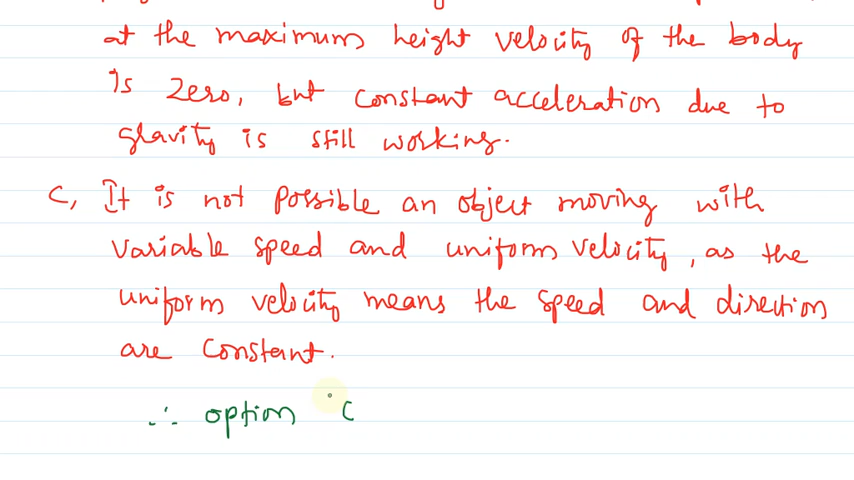 at the maximum height velocity of the body
Is zero, but constant acceleration due to
gravity is still working.
C, It is not possible an object moving with
variable speed and uniform velocity, as the
uniform velocity means the speed and direction
are constant.
∴ option C